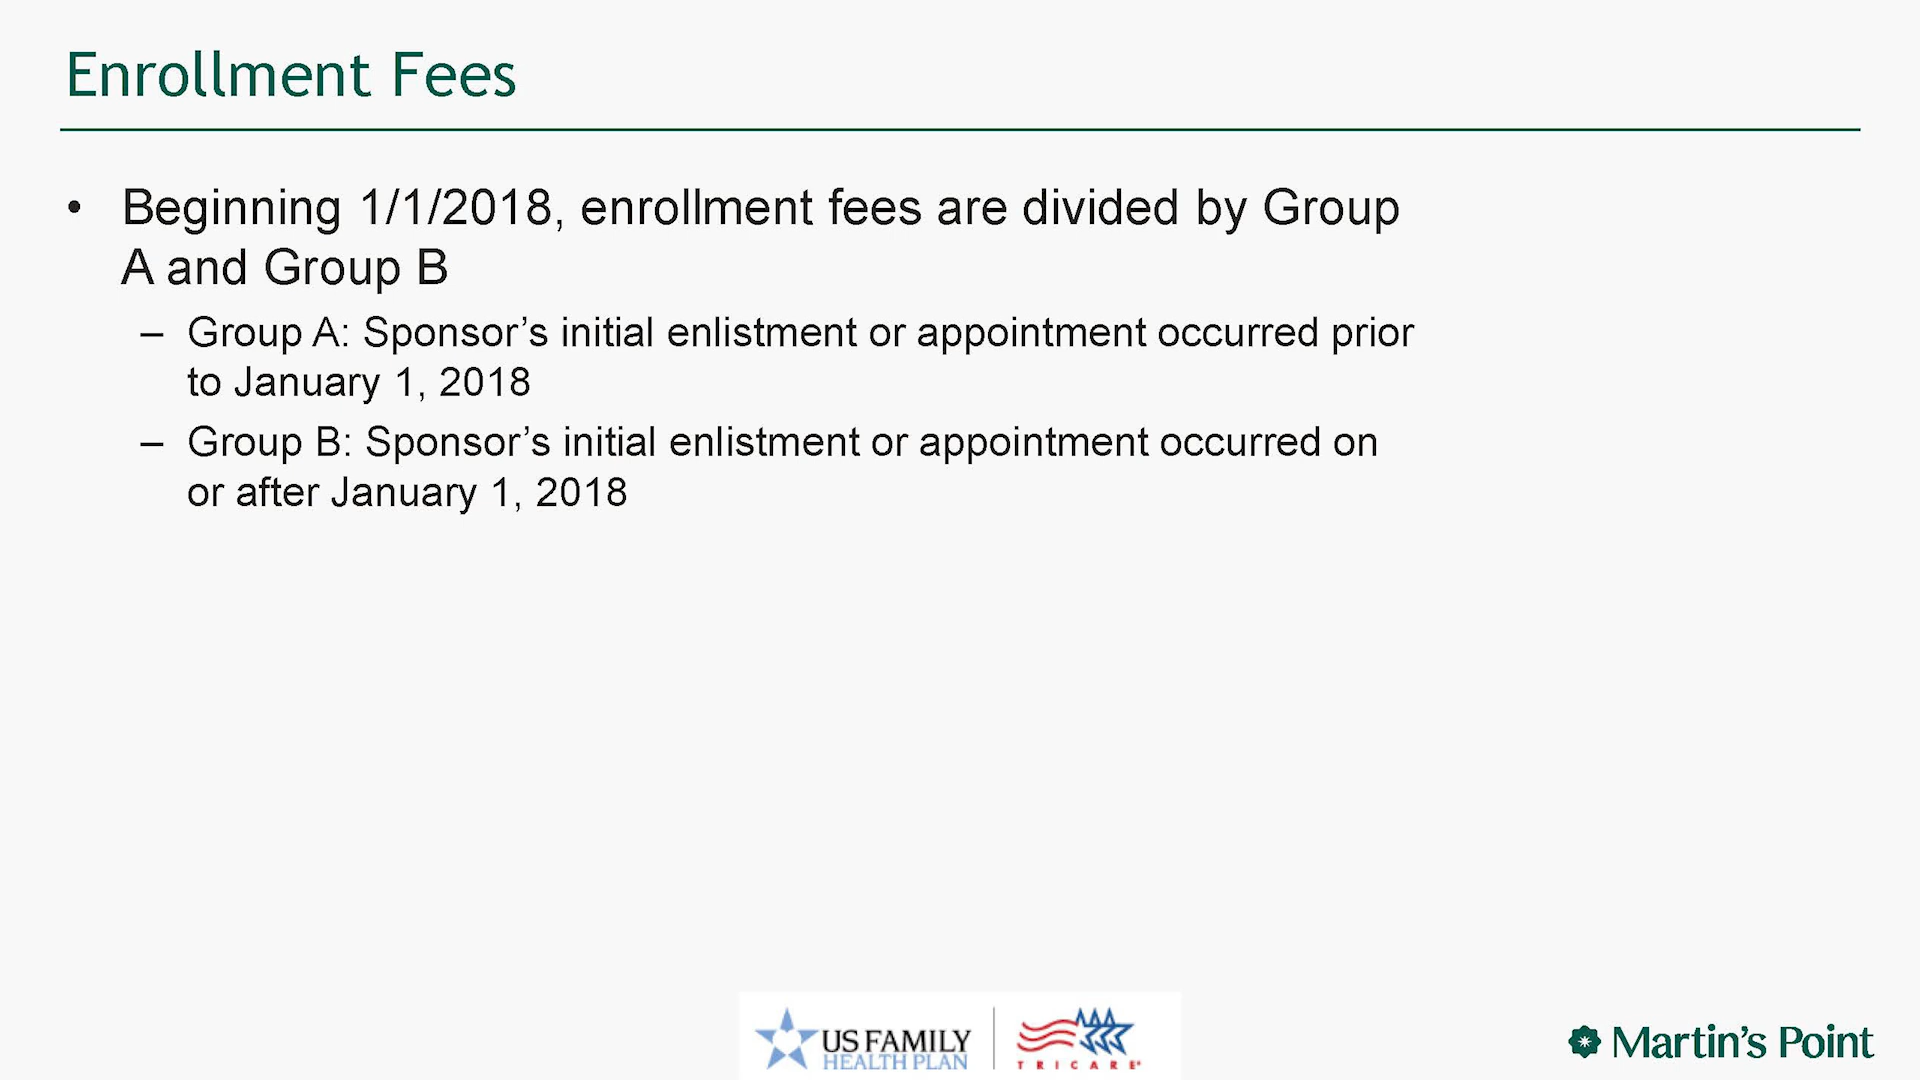 Enrollment Fees
• Beginning 1/1/2018, enrollment fees are divided by Group
A and Group B
– Group A: Sponsor’s initial enlistment or appointment occurred prior
to January 1, 2018
– Group B: Sponsor’s initial enlistment or appointment occurred on
or after January 1, 2018
US FAMILY
HEALTH PLAN
TRICARE
Martin’s Point